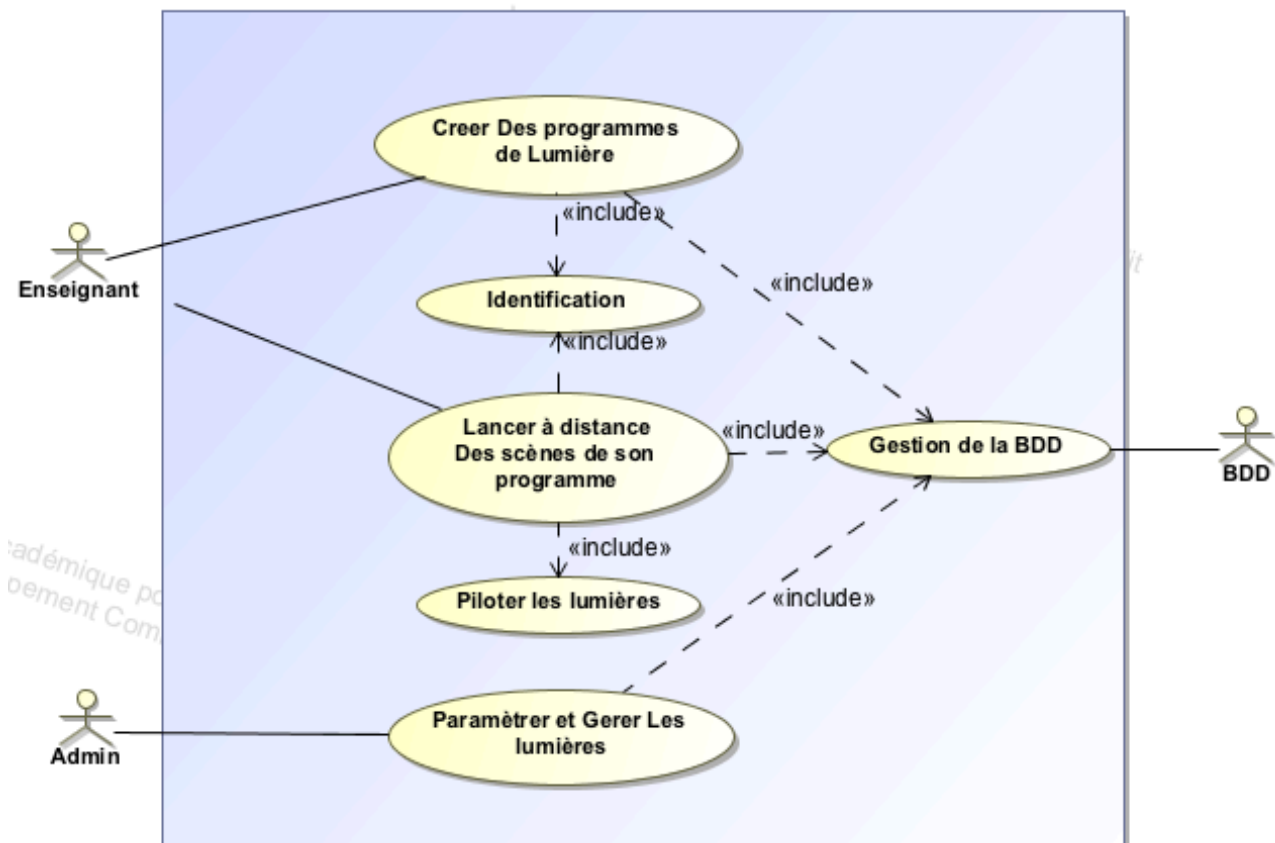 Creer Des programmes
de Lumière
«include»
Enseignant
«include»
Identification
«include»
Lancer à distance
Des scènes de son
programme
«include»
Gestion de la BDD
BDD
«include»
Piloter les lumières
«include»
Paramètrer et Gerer Les
lumières
Admin